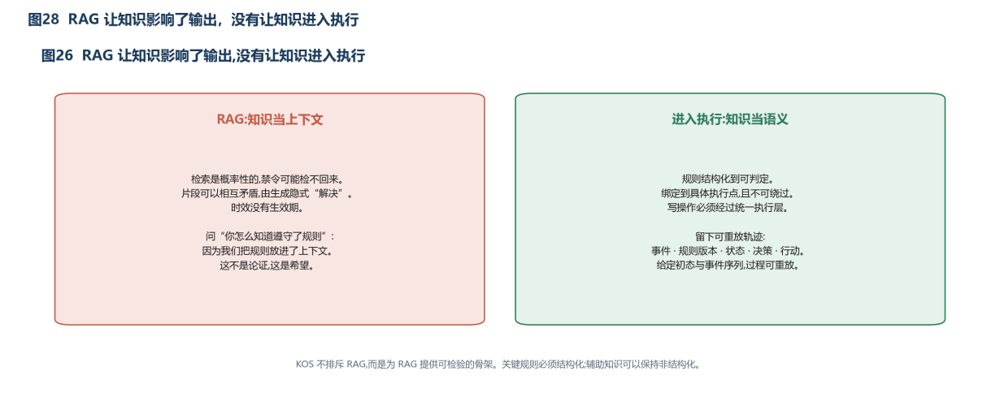 图28 RAG 让知识影响了输出，没有让知识进入执行
图26 RAG 让知识影响了输出,没有让知识进入执行
RAG:知识当上下文
检索是概率性的,禁令可能检不回来。
片段可以相互矛盾,由生成隐式“解决”。
时效没有生效期。
问“你怎么知道遵守了规则”:
因为我们把规则放进了上下文。
这不是论证,这是希望。
进入执行:知识当语义
规则结构化到可判定。
绑定到具体执行点,且不可绕过。
写操作必须经过统一执行层。
留下可重放轨迹:
事件 · 规则版本 · 状态 · 决策 · 行动。
给定初态与事件序列,过程可重放。
KOS 不排斥 RAG,而是为 RAG 提供可检验的骨架。关键规则必须结构化;辅助知识可以保持非结构化。